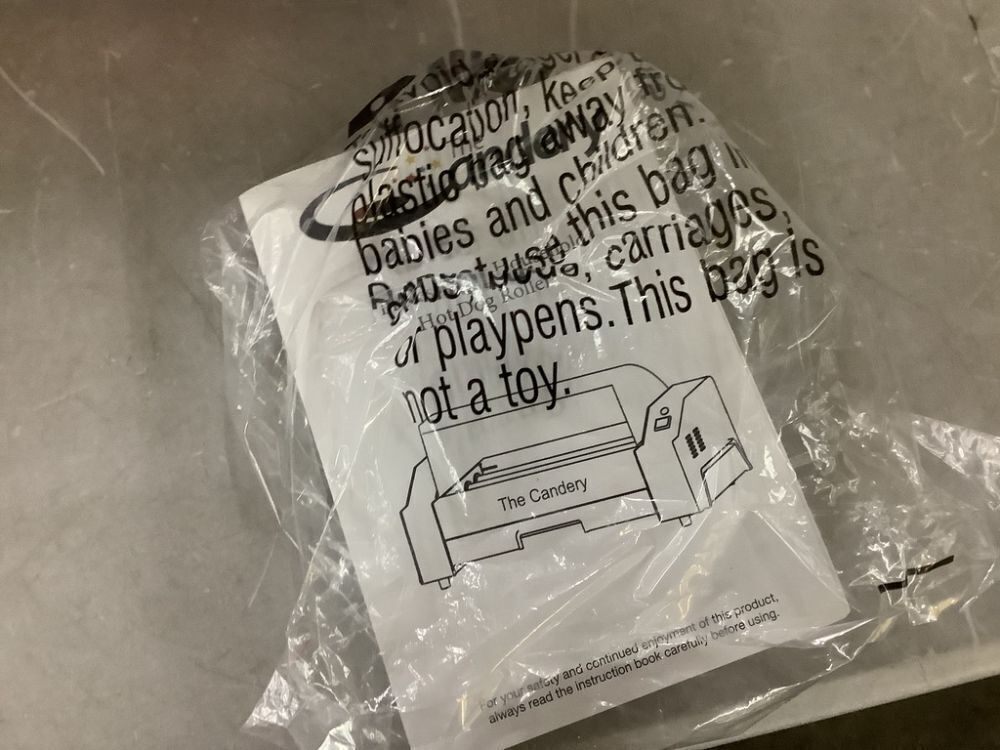 suffocation, keep
plastic bag away
babies and children.
this bag in
carriages,
or playpens. This bag is
not a toy.
The
Candery
Hot Dog Roller
The Candery
For your safety and continued enjoyment of this product,
always read the instruction book carefully before using.